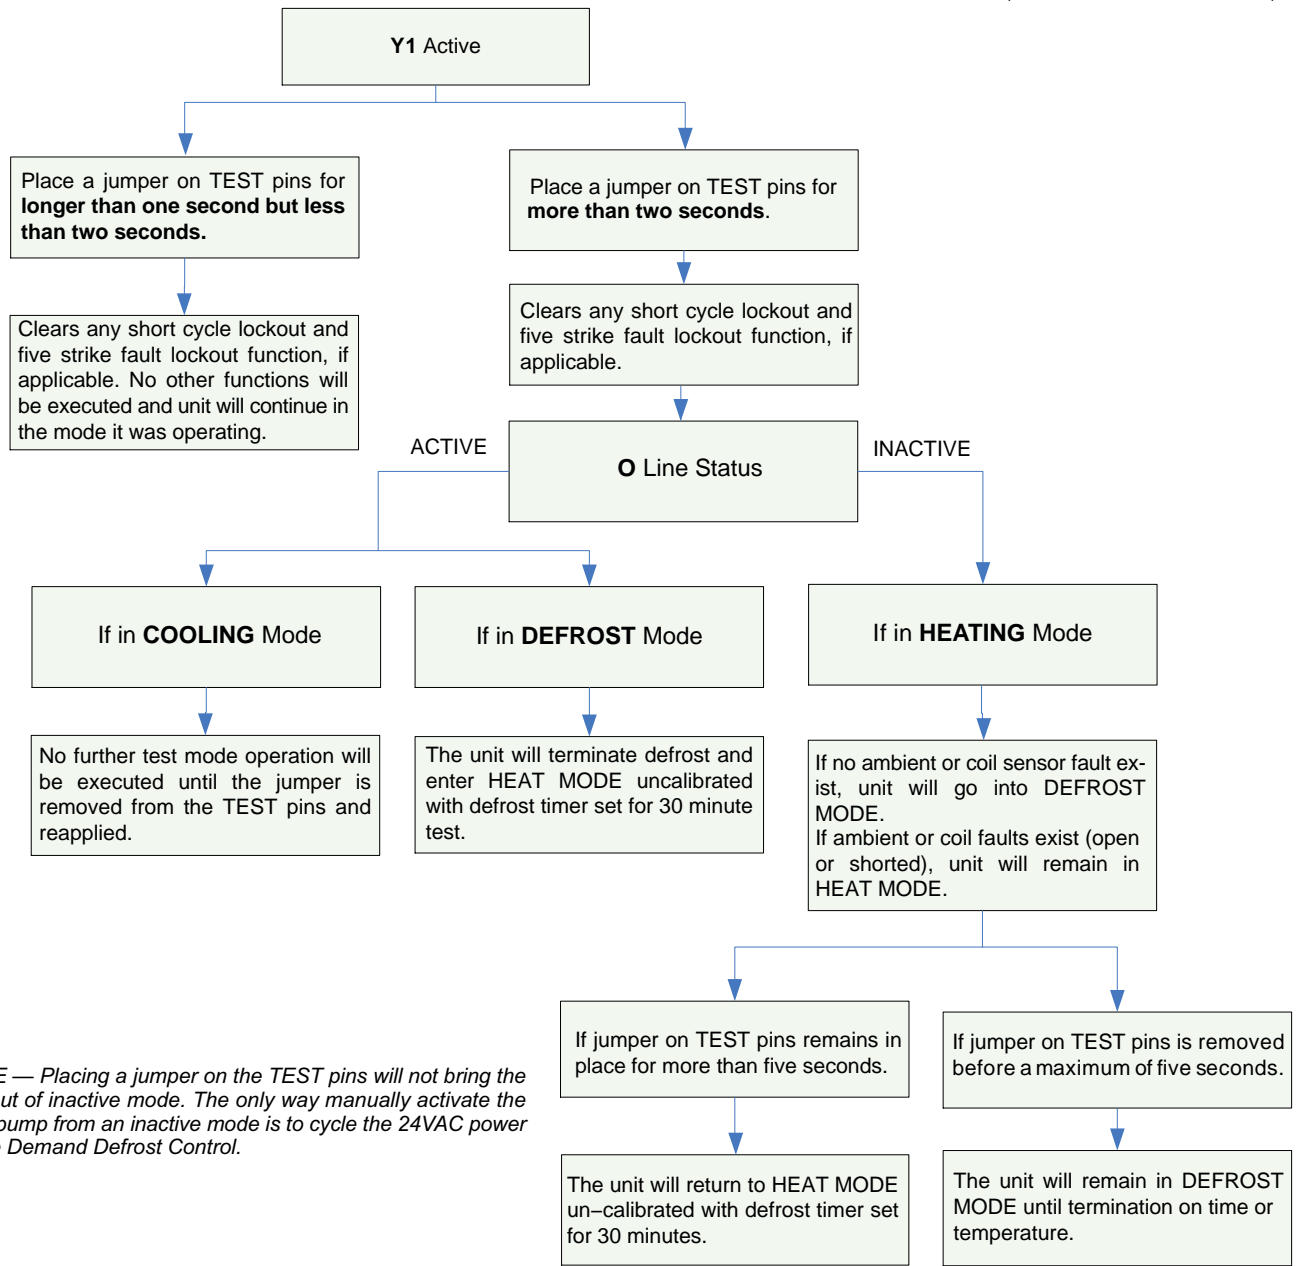 Y1 Active
Place a jumper on TEST pins for
longer than one second but less
than two seconds.
Place a jumper on TEST pins for
more than two seconds.
Clears any short cycle lockout and
five strike fault lockout function, if
applicable. No other functions will
be executed and unit will continue in
the mode it was operating.
Clears any short cycle lockout and
five strike fault lockout function, if
applicable.
ACTIVE
O Line Status
INACTIVE
If in COOLING Mode
If in DEFROST Mode
If in HEATING Mode
No further test mode operation will
be executed until the jumper is
removed from the TEST pins and
reapplied.
The unit will terminate defrost and
enter HEAT MODE uncalibrated
with defrost timer set for 30 minute
test.
If no ambient or coil sensor fault ex-
ist, unit will go into DEFROST
MODE.
If ambient or coil faults exist (open
or shorted), unit will remain in
HEAT MODE.
If jumper on TEST pins remains in
place for more than five seconds.
If jumper on TEST pins is removed
before a maximum of five seconds.
— Placing a jumper on the TEST pins will not bring the
of inactive mode. The only way manually activate the
pump from an inactive mode is to cycle the 24VAC power
Demand Defrost Control.
The unit will return to HEAT MODE
un–calibrated with defrost timer set
for 30 minutes.
The unit will remain in DEFROST
MODE until termination on time or
temperature.